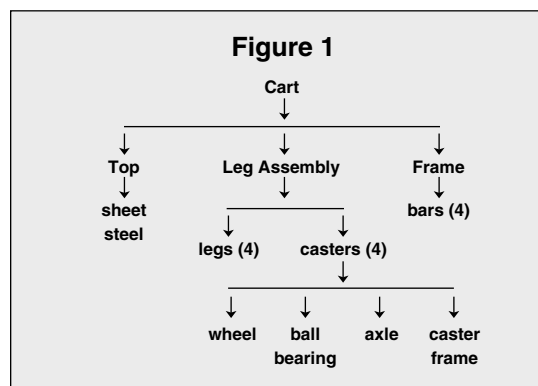 Figure 1
Cart
Top Leg Assembly Frame
sheet steel bars (4)
legs (4) casters (4)
wheel ball bearing axle caster frame